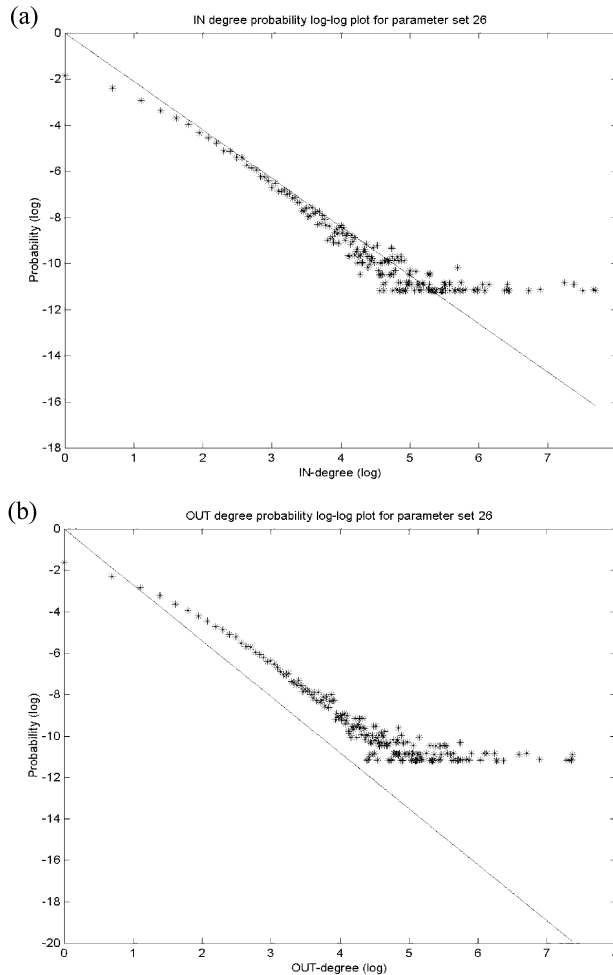 (a)
IN degree probability log-log plot for parameter set 26
0
-2
-4
-6
-8
-10
-12
-14
-16
-18
Probability (log)
0 1 2 3 4 5 6 7
IN-degree (log)
(b)
OUT degree probability log-log plot for parameter set 26
0
-2
-4
-6
-8
-10
-12
-14
-16
-18
-20
Probability (log)
0 1 2 3 4 5 6 7
OUT-degree (log)